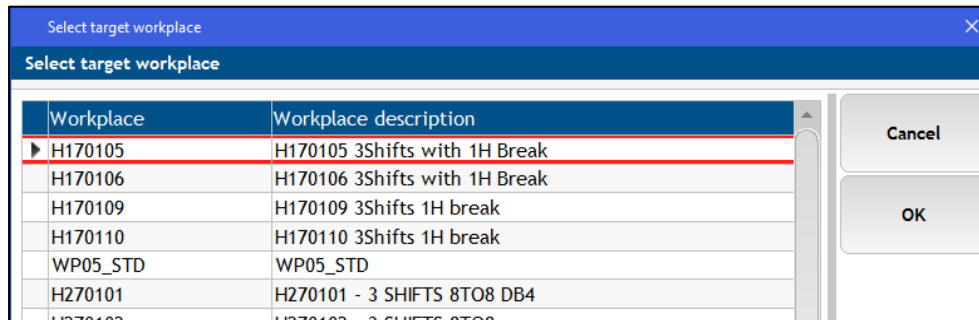 Select target workplace
Select target workplace
Workplace Workplace description
Cancel
H170105 H170105 3Shifts with 1H Break
H170106 H170106 3Shifts with 1H Break
OK
H170109 H170109 3Shifts 1H break
H170110 H170110 3Shifts 1H break
WP05_STD WP05_STD
H270101 H270101 - 3 SHIFTS 8TO8 DB4